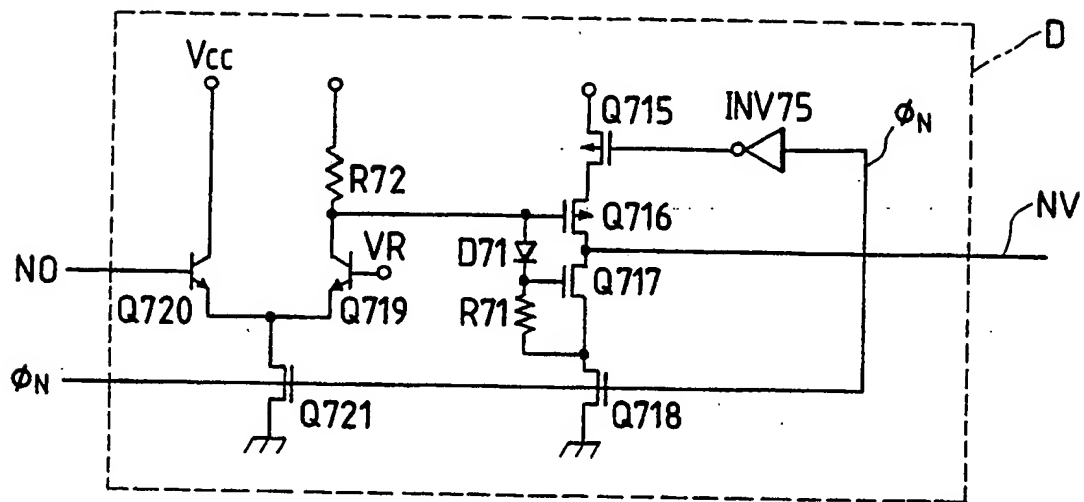 D
Vcc
Q715
INV75
φN
R72
Q716
NV
VR
D71
NO
Q720
Q719
R71
Q717
φN
Q721
Q718